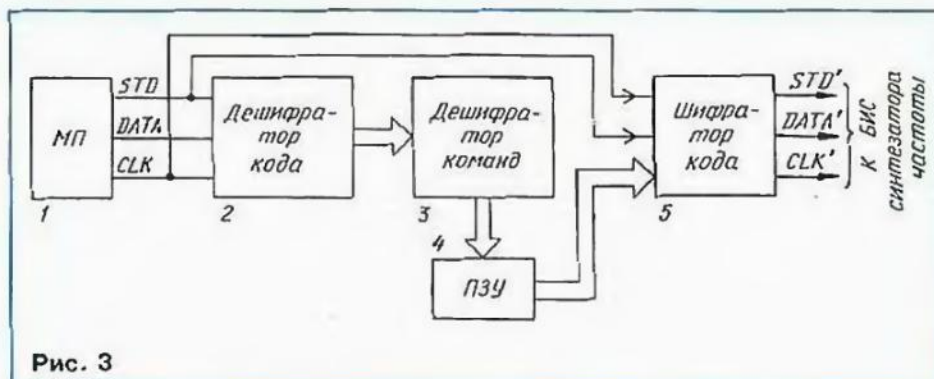 МП
1
STD
DATA
CLK
Дешифра-
тор
кода
2
Дешифра-
тор
команд
3
4
ПЗУ
Шифра-
тор
кода
5
STD'
DATA'
CLK'
К БИС
синтезатора
частоты
Рис. 3